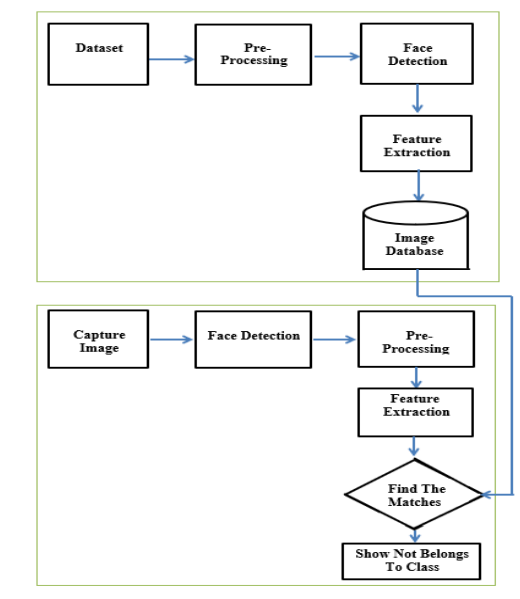 Dataset
Pre-
Processing
Face
Detection
Feature
Extraction
Image
Database
Capture
Image
Face Detection
Pre-
Processing
Feature
Extraction
Find The
Matches
Show Not Belongs
To Class